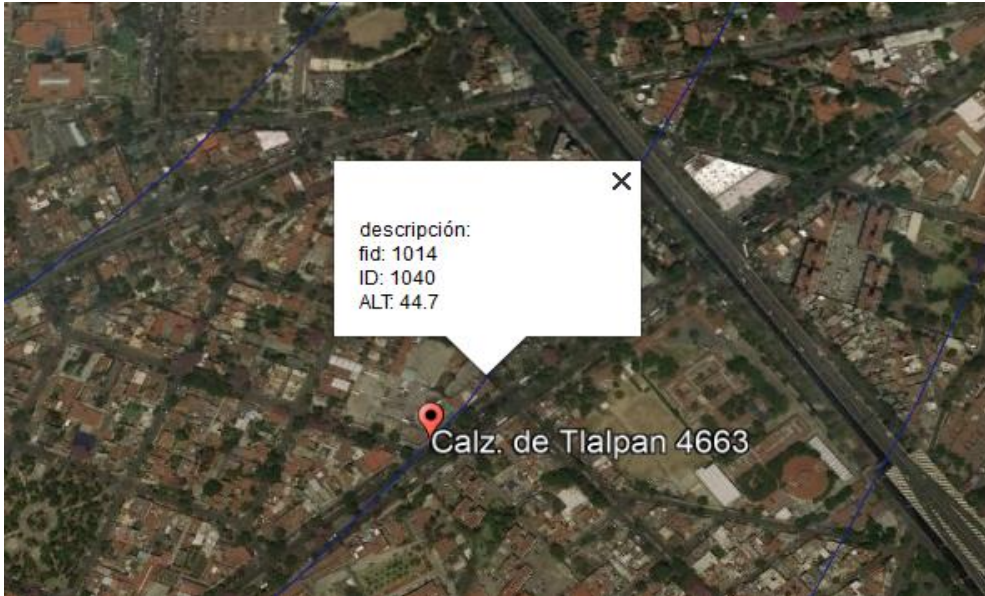 descripción:
fid: 1014
ID: 1040
ALT: 44.7
Calz. de Tlalpan 4663